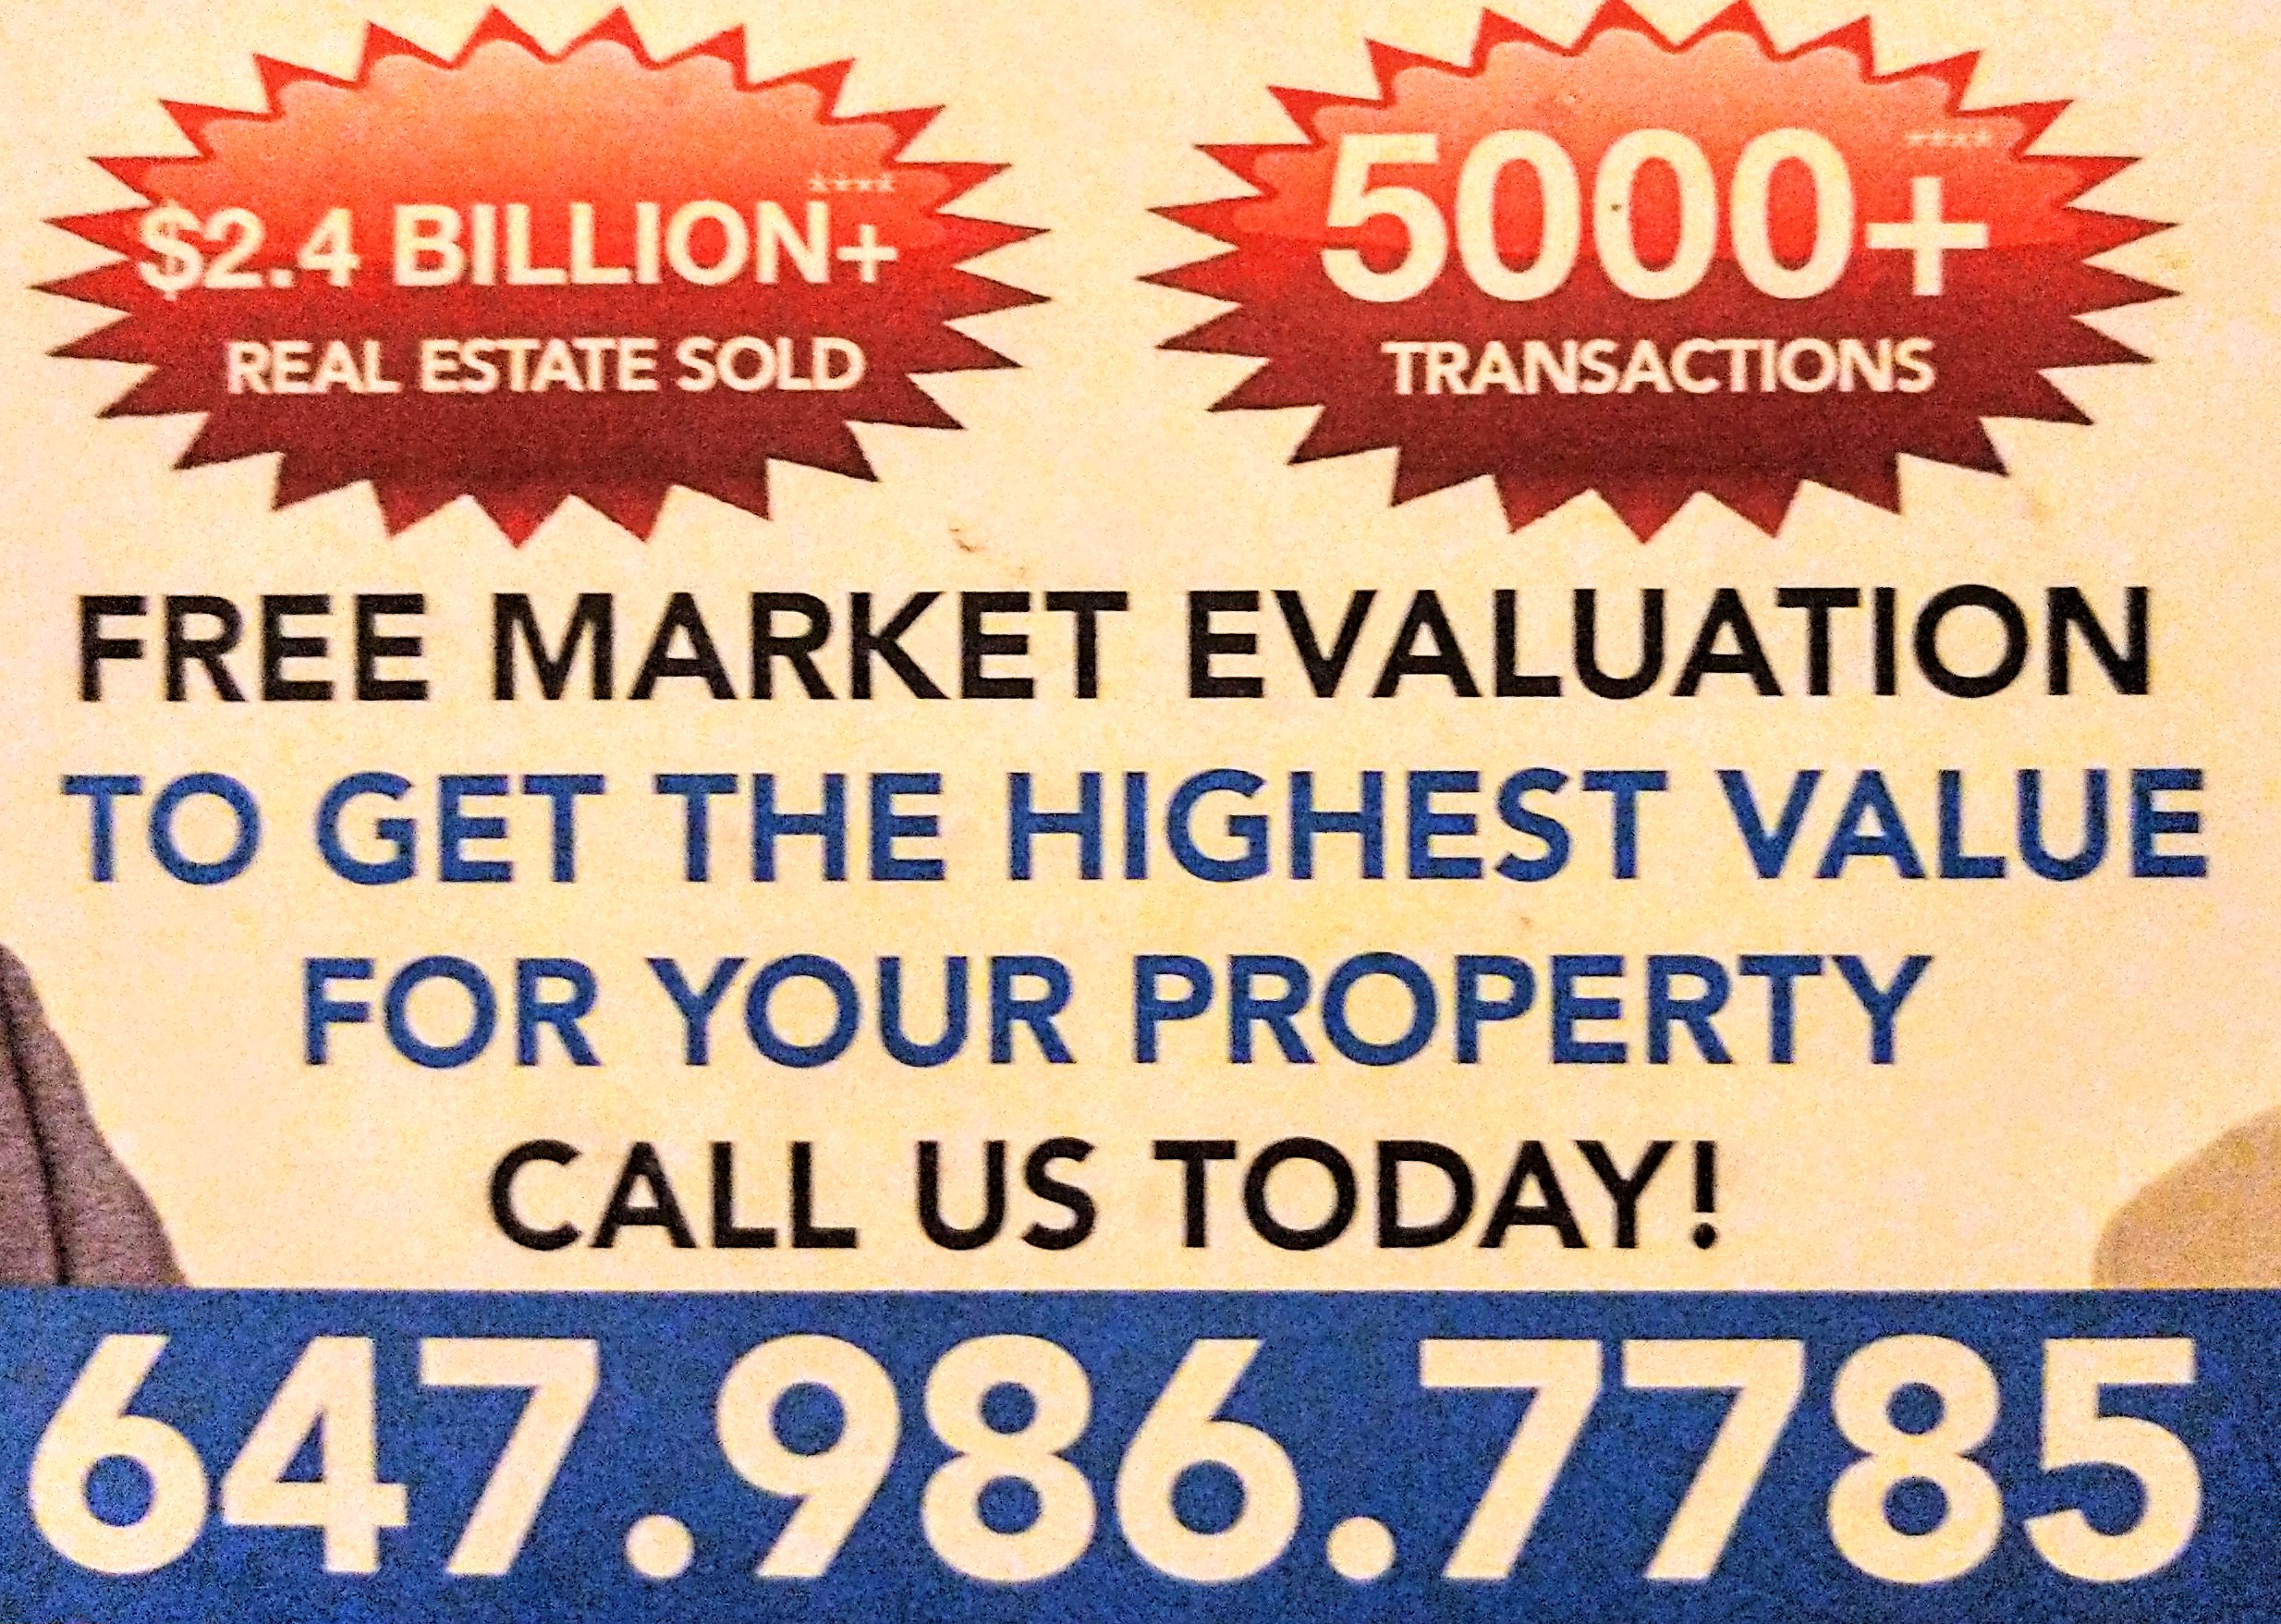 ****
$2.4 BILLION+
REAL ESTATE SOLD
****
5000+
TRANSACTIONS
FREE MARKET EVALUATION
TO GET THE HIGHEST VALUE
FOR YOUR PROPERTY
CALL US TODAY!
647.986.7785